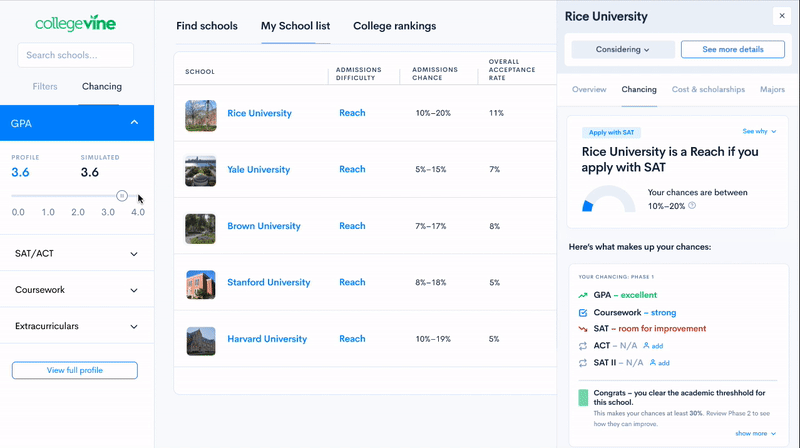 collegevine
Search schools...
Filters
Chancing
GPA
PROFILE
SIMULATED
3.6
3.6
0.0 1.0 2.0 3.0 4.0
SAT/ACT
Coursework
Extracurriculars
View full profile
Find schools
My School list
College rankings
SCHOOL
ADMISSIONS
DIFFICULTY
ADMISSIONS
CHANCE
OVERALL
ACCEPTANCE
RATE
Rice University Reach 10%–20% 11%
Yale University Reach 5%–15% 7%
Brown University Reach 7%–17% 8%
Stanford University Reach 8%–18% 5%
Harvard University Reach 10%–19% 5%
Rice University
×
Considering
See more details
Overview
Chancing
Cost & scholarships
Majors
Apply with SAT
See why
Rice University is a Reach if you
apply with SAT
Your chances are between
10%–20% ?
Here's what makes up your chances:
YOUR CHANCING: PHASE 1
GPA – excellent
Coursework – strong
SAT – room for improvement
ACT – N/A add
SAT II – N/A add
Congrats – you clear the academic threshhold for
this school.
This makes your chances at least 30%. Review Phase 2 to see
how they can improve.
show more